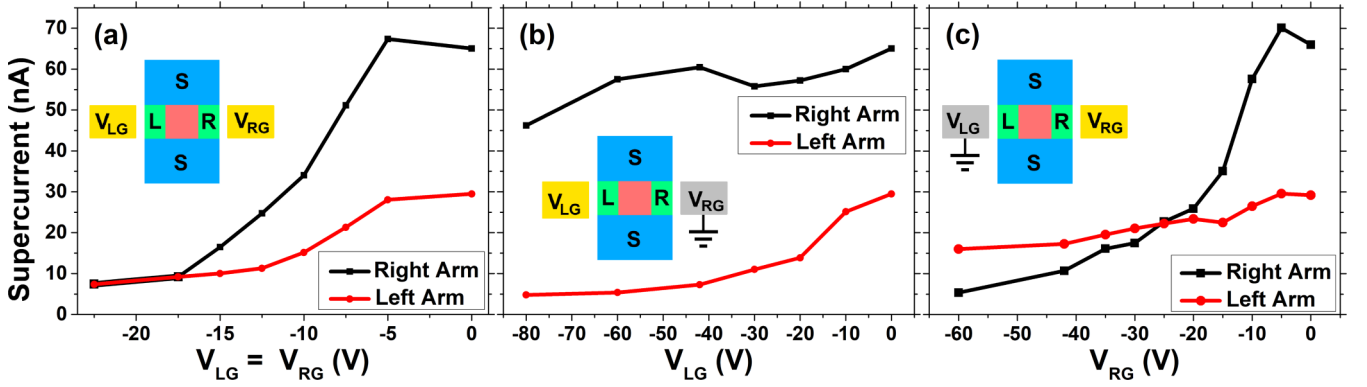 Supercurrent (nA)
70
60
50
40
30
20
10
0
(a)
S
V_LG L R V_RG
S
Right Arm
Left Arm
-20 -15 -10 -5 0
V_LG = V_RG (V)
(b)
Right Arm
Left Arm
S
V_LG L R V_RG
S
-80 -70 -60 -50 -40 -30 -20 -10 0
V_LG (V)
(c)
S
V_LG L R V_RG
S
Right Arm
Left Arm
-60 -50 -40 -30 -20 -10 0
V_RG (V)